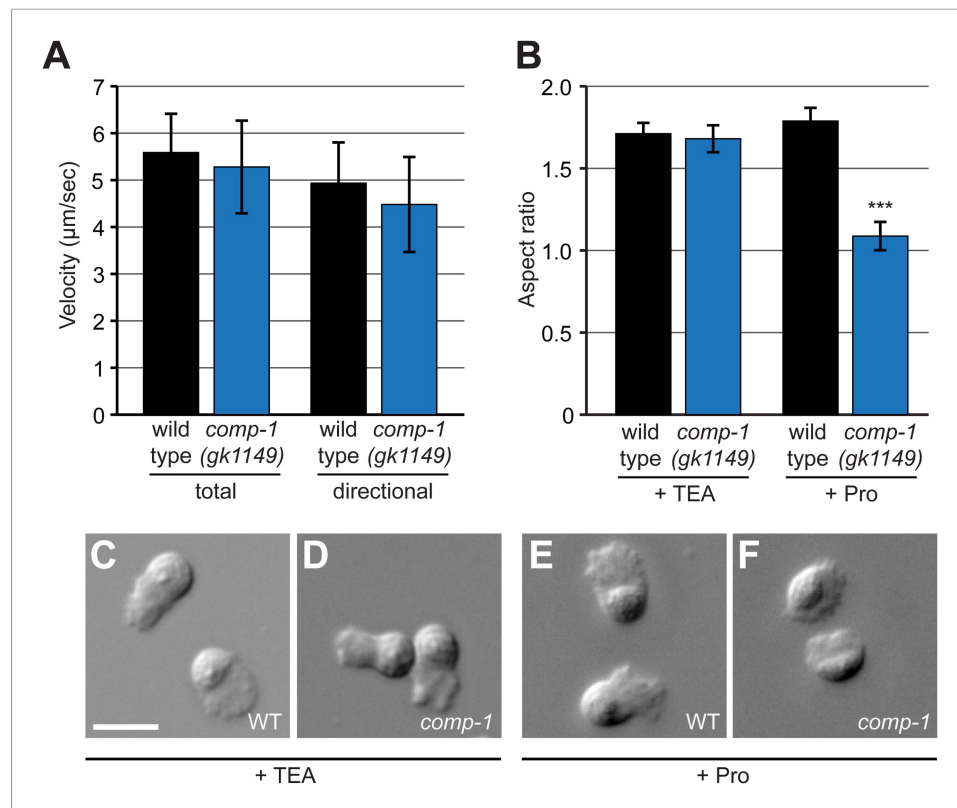 A
7
6
5
4
3
2
1
0
Velocity (µm/sec)
wild comp-1 wild comp-1
type (gk1149) type (gk1149)
total directional
B
2.0
1.5
1.0
0.5
0
Aspect ratio
***
wild comp-1 wild comp-1
type (gk1149) type (gk1149)
+ TEA + Pro
C D E F
WT comp-1 WT comp-1
+ TEA + Pro